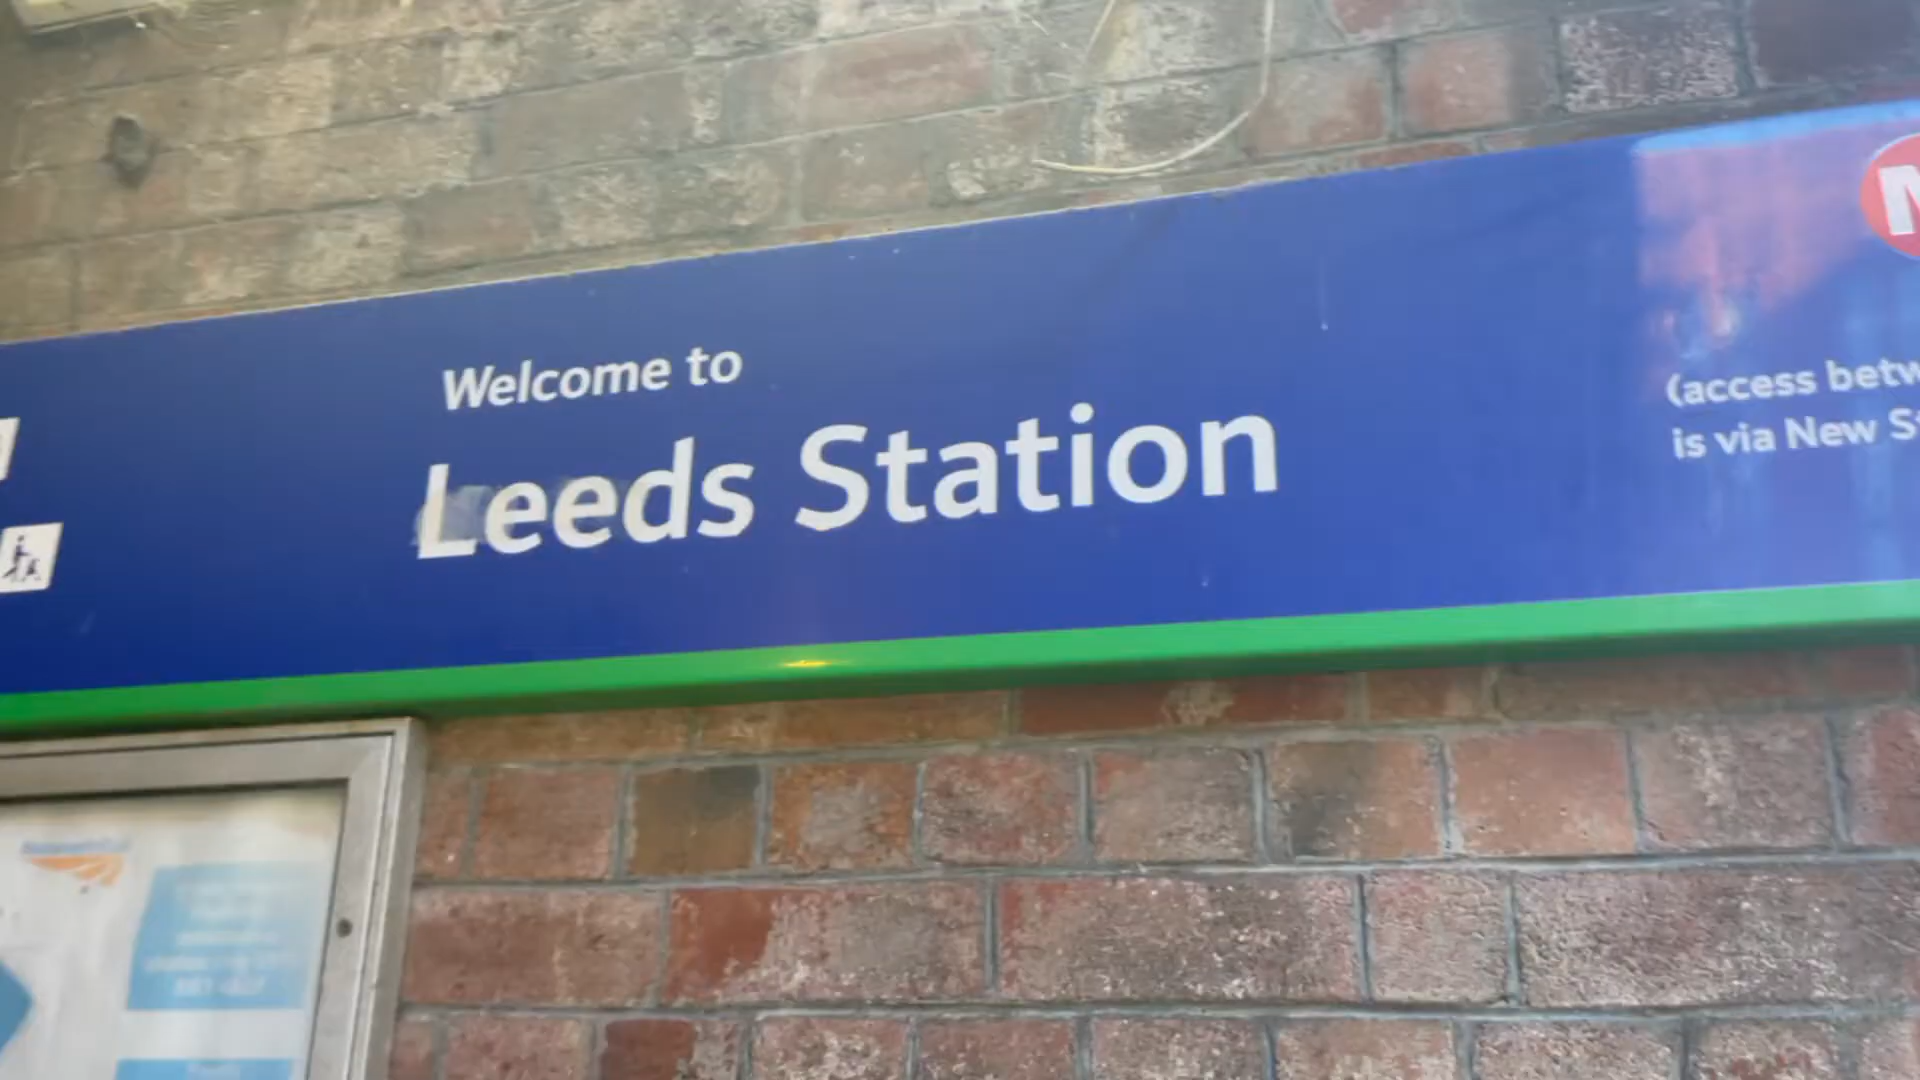 Welcome to
Leeds Station
M
(access betw
is via New S